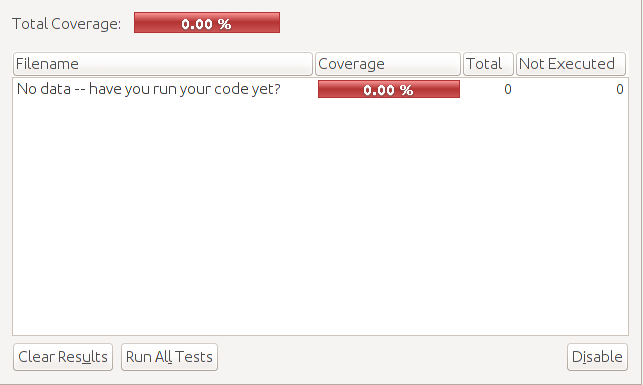 Total Coverage: 0.00 %
Filename Coverage Total Not Executed
No data -- have you run your code yet? 0.00 % 0 0
Clear Results Run All Tests Disable